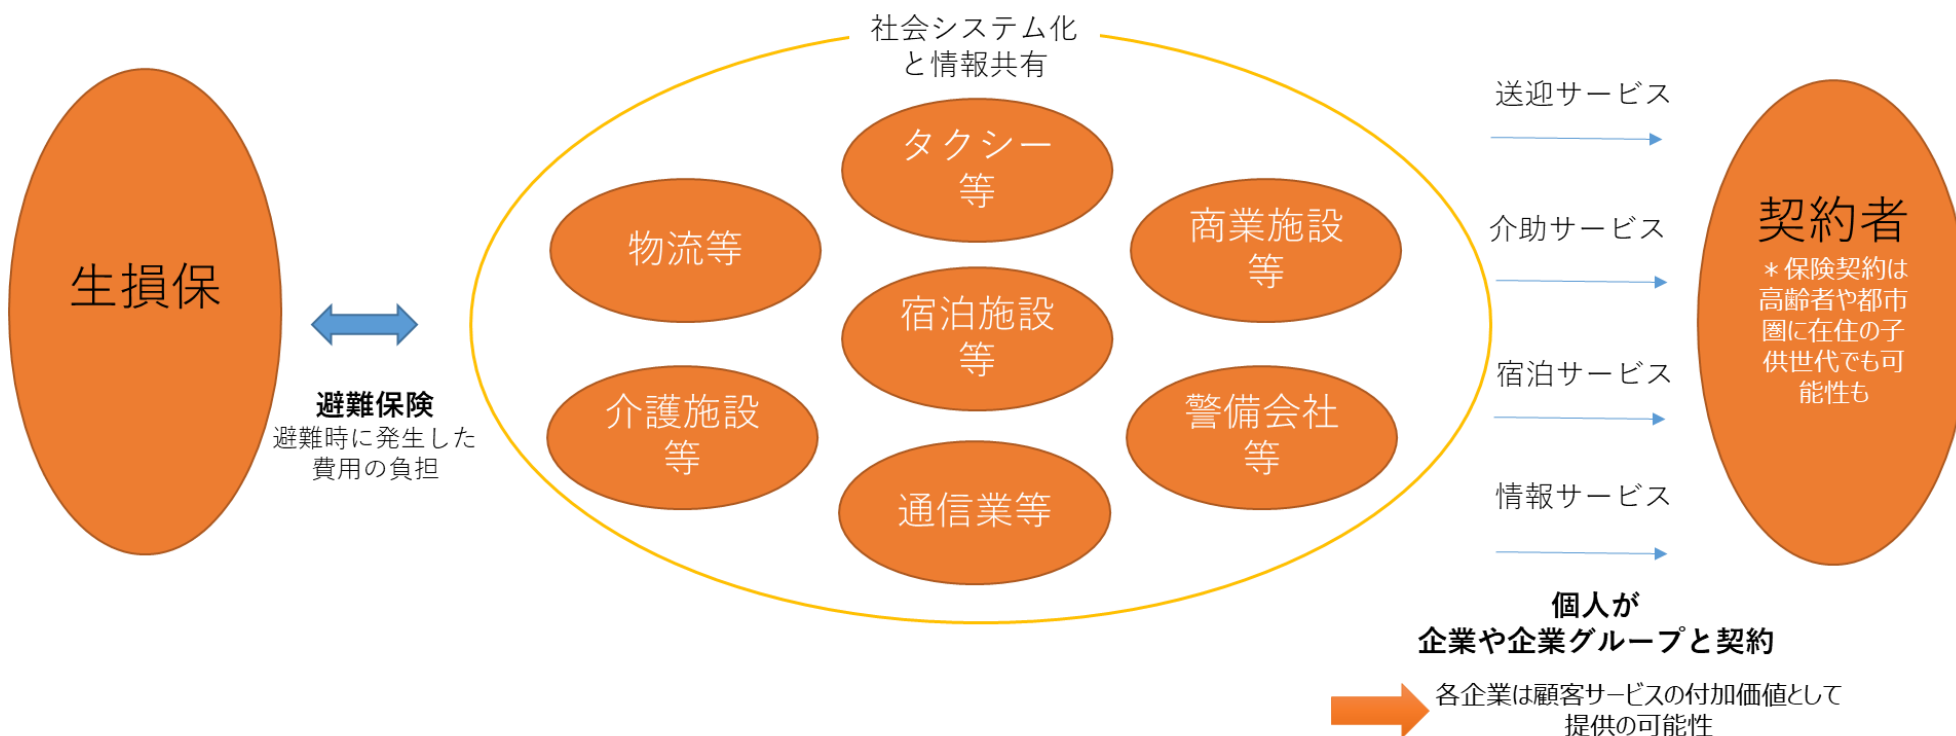 社会システム化
と情報共有
生損保
避難保険
避難時に発生した
費用の負担
タクシー
等
物流等
商業施設
等
宿泊施設
等
介護施設
等
警備会社
等
通信業等
送迎サービス
介助サービス
宿泊サービス
情報サービス
契約者
＊保険契約は
高齢者や都市
圏に在住の子
供世代でも可
能性も
個人が
企業や企業グループと契約
各企業は顧客サービスの付加価値として
提供の可能性